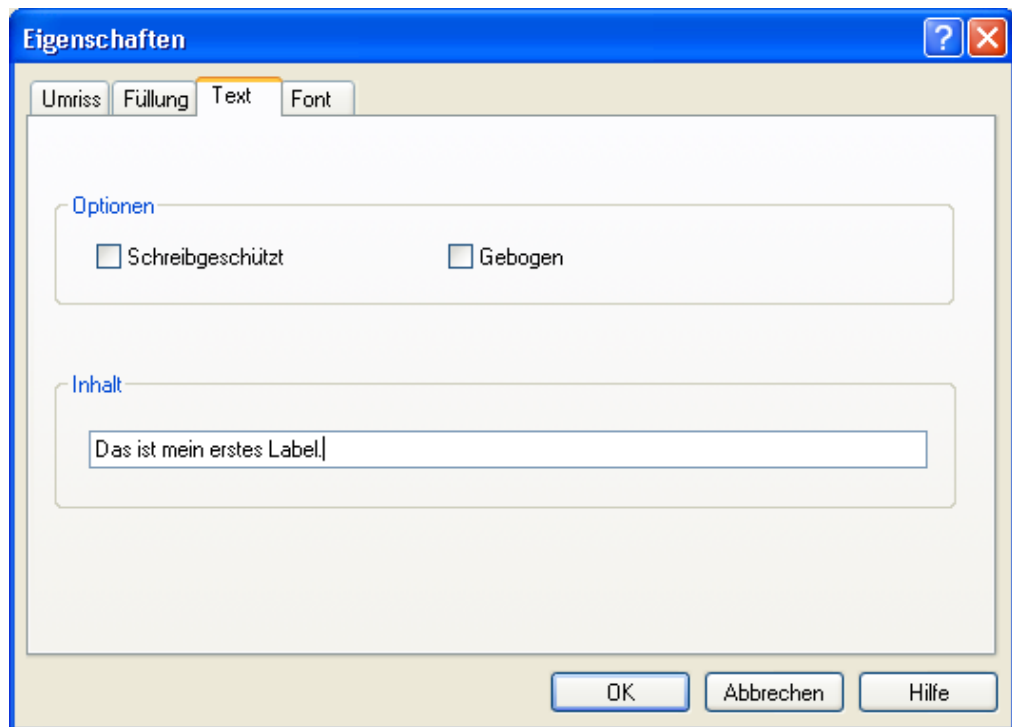 Eigenschaften
Umriss Füllung Text Font
Optionen
Schreibgeschützt Gebogen
Inhalt
Das ist mein erstes Label.
OK Abbrechen Hilfe